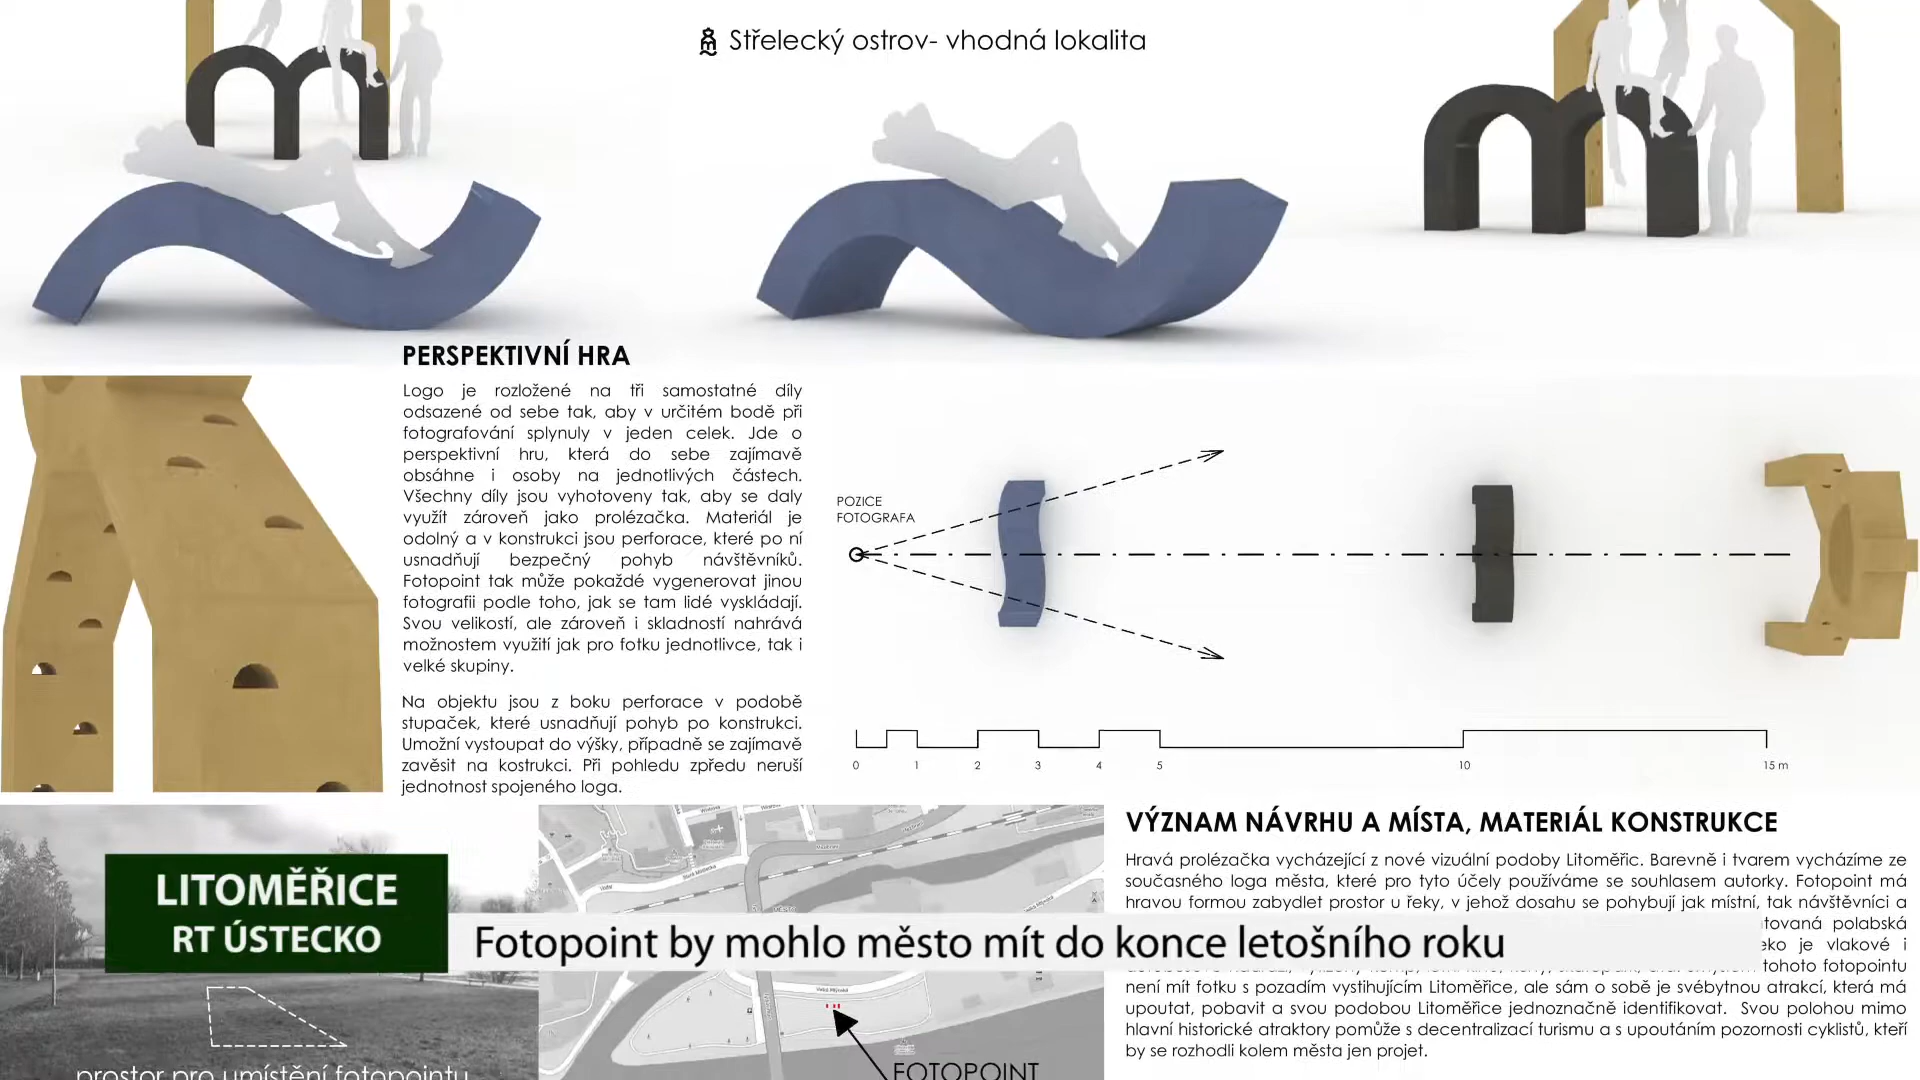 Střelecký ostrov- vhodná lokalita
PERSPEKTIVNÍ HRA
Logo je rozložené na tři samostatné díly
odsazené od sebe tak, aby v určitém bodě při
fotografování splynuly v jeden celek. Jde o
perspektivní hru, která do sebe zajímavě
obsáhne i osoby na jednotlivých částech.
Všechny díly jsou vyhotoveny tak, aby se daly
využít zároveň jako prolézačka. Materiál je
odolný a v konstrukci jsou perforace, které po ní
usnadňují bezpečný pohyb návštěvníků.
Fotopoint tak může pokaždé vygenerovat jinou
fotografii podle toho, jak se tam lidé vyskládají.
Svou velikostí, ale zároveň i skladností nahrává
možnostem využití jak pro fotku jednotlivce, tak i
velké skupiny.
Na objektu jsou z boku perforace v podobě
stupaček, které usnadňují pohyb po konstrukci.
Umožní vystoupat do výšky, případně se zajímavě
zavěsit na kostrukci. Při pohledu zpředu neruší
jednotnost spojeného loga.
POZICE
FOTOGRAFA
0 1 2 3 4 5 10 15 m
VÝZNAM NÁVRHU A MÍSTA, MATERIÁL KONSTRUKCE
Hravá prolézačka vycházející z nové vizuální podoby Litoměřic. Barevně i tvarem vycházíme ze
současného loga města, které pro tyto účely používáme se souhlasem autorky. Fotopoint má
hravou formou zabydlet prostor u řeky, v jehož dosahu se pohybují jak místní, tak návštěvníci a
polabská
je vlakové i
tohoto fotopointu
není mít fotku s pozadím vystihujícím Litoměřice, ale sám o sobě je svébytnou atrakcí, která má
upoutat, pobavit a svou podobou Litoměřice jednoznačně identifikovat. Svou polohou mimo
hlavní historické atraktory pomůže s decentralizací turismu a s upoutáním pozornosti cyklistů, kteří
by se rozhodli kolem města jen projet.
LITOMĚŘICE
RT ÚSTECKO
Fotopoint by mohlo město mít do konce letošního roku
prostor pro umístění fotopointu
FOTOPOINT